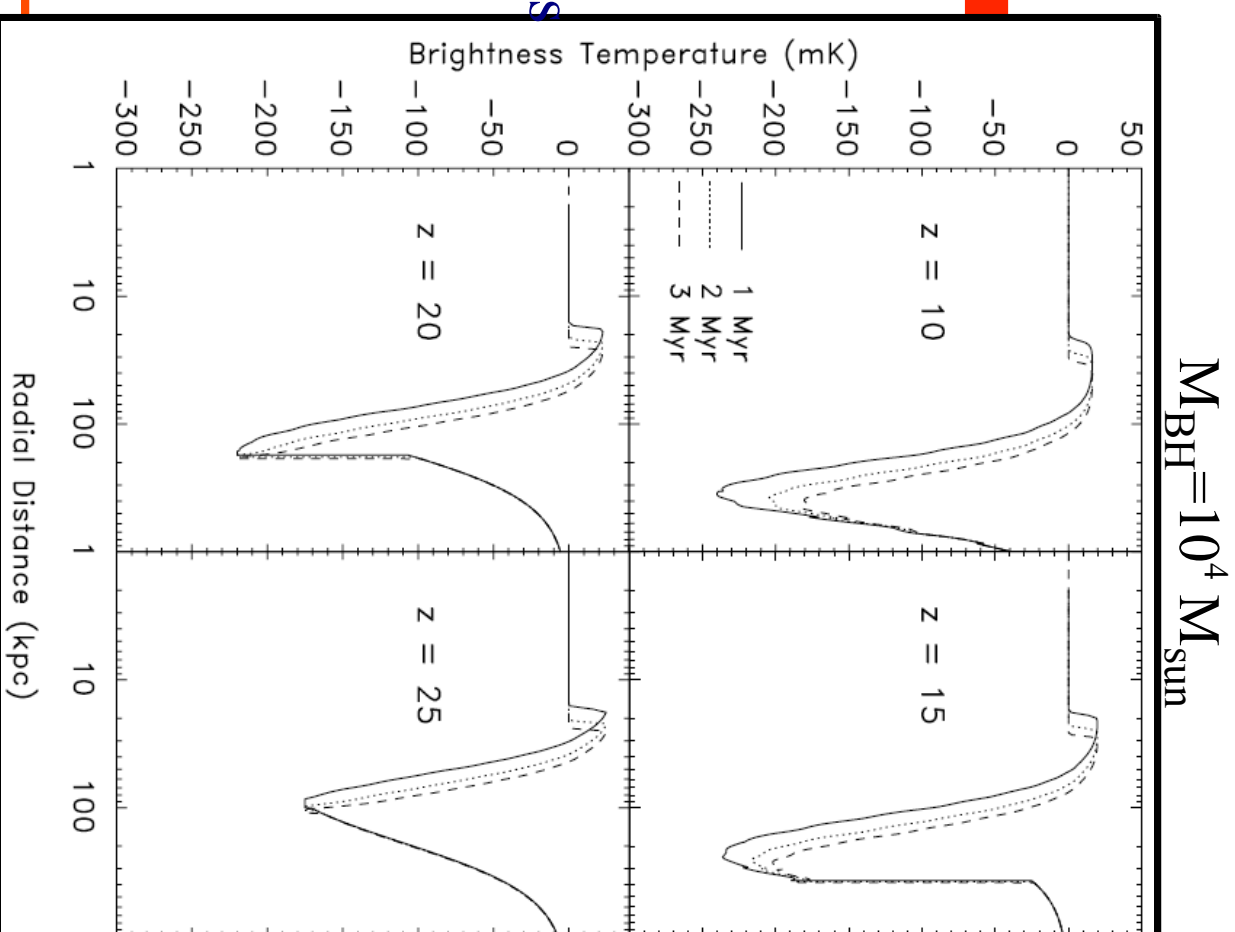 s
M_BH=10^4 M_sun
Brightness Temperature (mK)
50
0
−50
−100
−150
−200
−250
−300
z = 10
1 Myr
2 Myr
3 Myr
z = 15
0
−50
−100
−150
−200
−250
−300
z = 20
z = 25
1
10
100
1
10
100
Radial Distance (kpc)